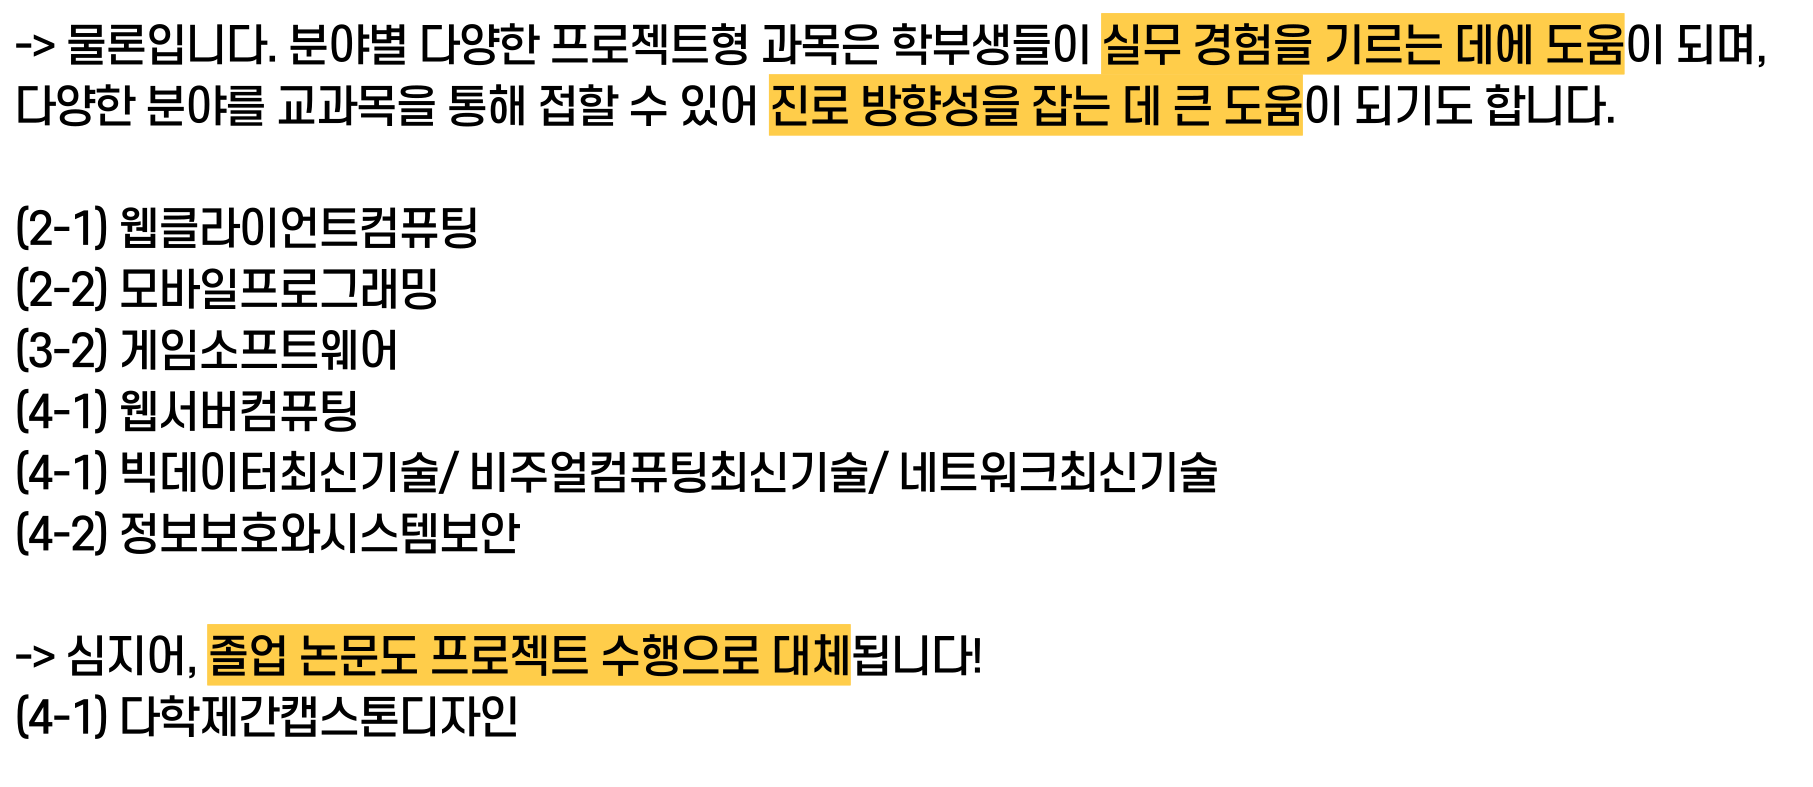 -> 물론입니다. 분야별 다양한 프로젝트형 과목은 학부생들이 실무 경험을 기르는 데에 도움이 되며,
다양한 분야를 교과목을 통해 접할 수 있어 진로 방향성을 잡는 데 큰 도움이 되기도 합니다.
(2-1) 웹클라이언트컴퓨팅
(2-2) 모바일프로그래밍
(3-2) 게임소프트웨어
(4-1) 웹서버컴퓨팅
(4-1) 빅데이터최신기술/ 비주얼컴퓨팅최신기술/ 네트워크최신기술
(4-2) 정보보호와시스템보안
-> 심지어, 졸업 논문도 프로젝트 수행으로 대체됩니다!
(4-1) 다학제간캡스톤디자인